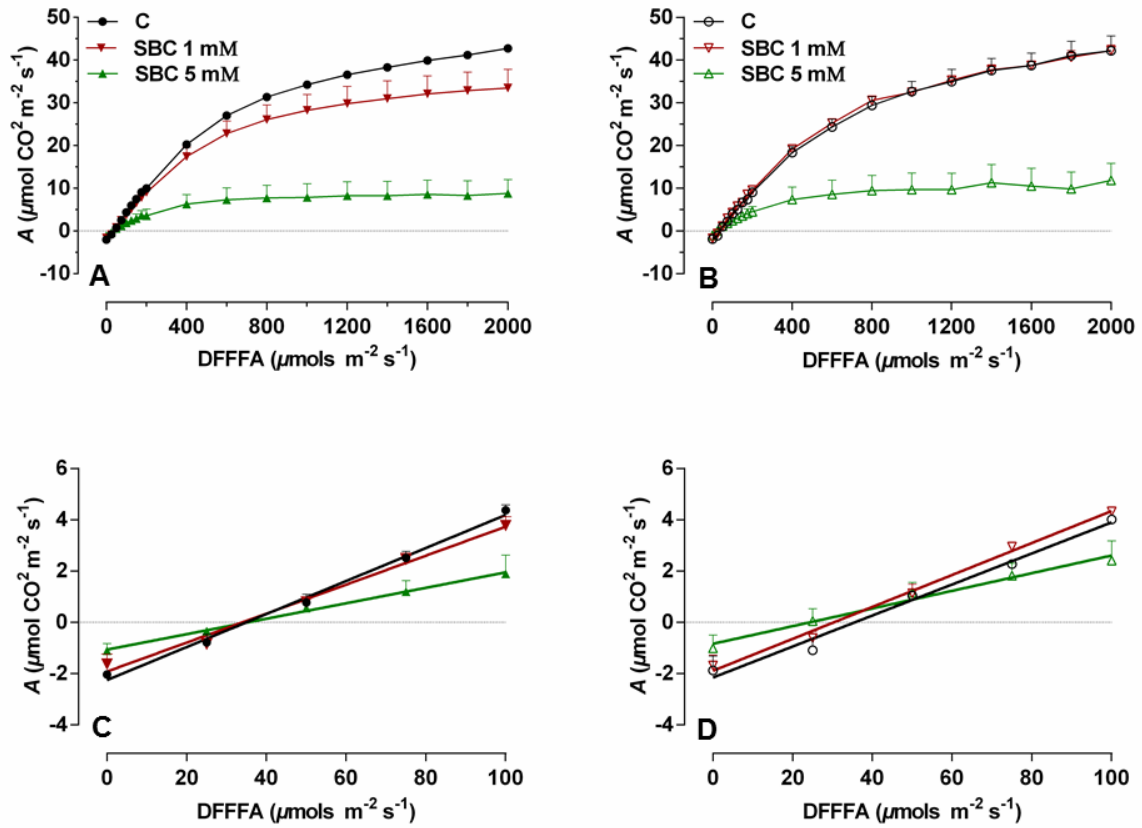 C
SBC 1 mM
SBC 5 mM
A (µmol CO² m⁻² s⁻¹)
50
40
30
20
10
0
-10
A
0 400 800 1200 1600 2000
DFFFA (µmols m⁻² s⁻¹)
C
SBC 1 mM
SBC 5 mM
A (µmol CO² m⁻² s⁻¹)
50
40
30
20
10
0
-10
B
0 400 800 1200 1600 2000
DFFFA (µmols m⁻² s⁻¹)
A (µmol CO² m⁻² s⁻¹)
6
4
2
0
-2
-4
C
0 20 40 60 80 100
DFFFA (µmols m⁻² s⁻¹)
A (µmol CO² m⁻² s⁻¹)
6
4
2
0
-2
-4
D
0 20 40 60 80 100
DFFFA (µmols m⁻² s⁻¹)